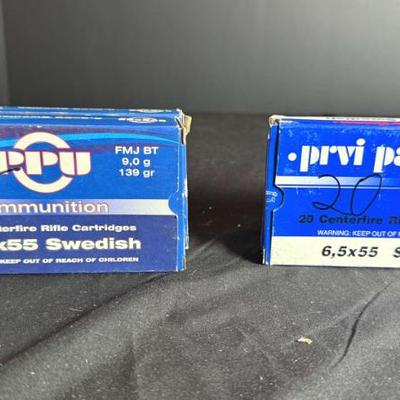 PPU
FMJ BT
9,0 g
139 gr
mmunition
terfire Rifle Cartridges
x55 Swedish
KEEP OUT OF REACH OF CHILDREN
prvi pa
20
20 Centerfire Ri
WARNING: KEEP OUT OF
6,5x55 S